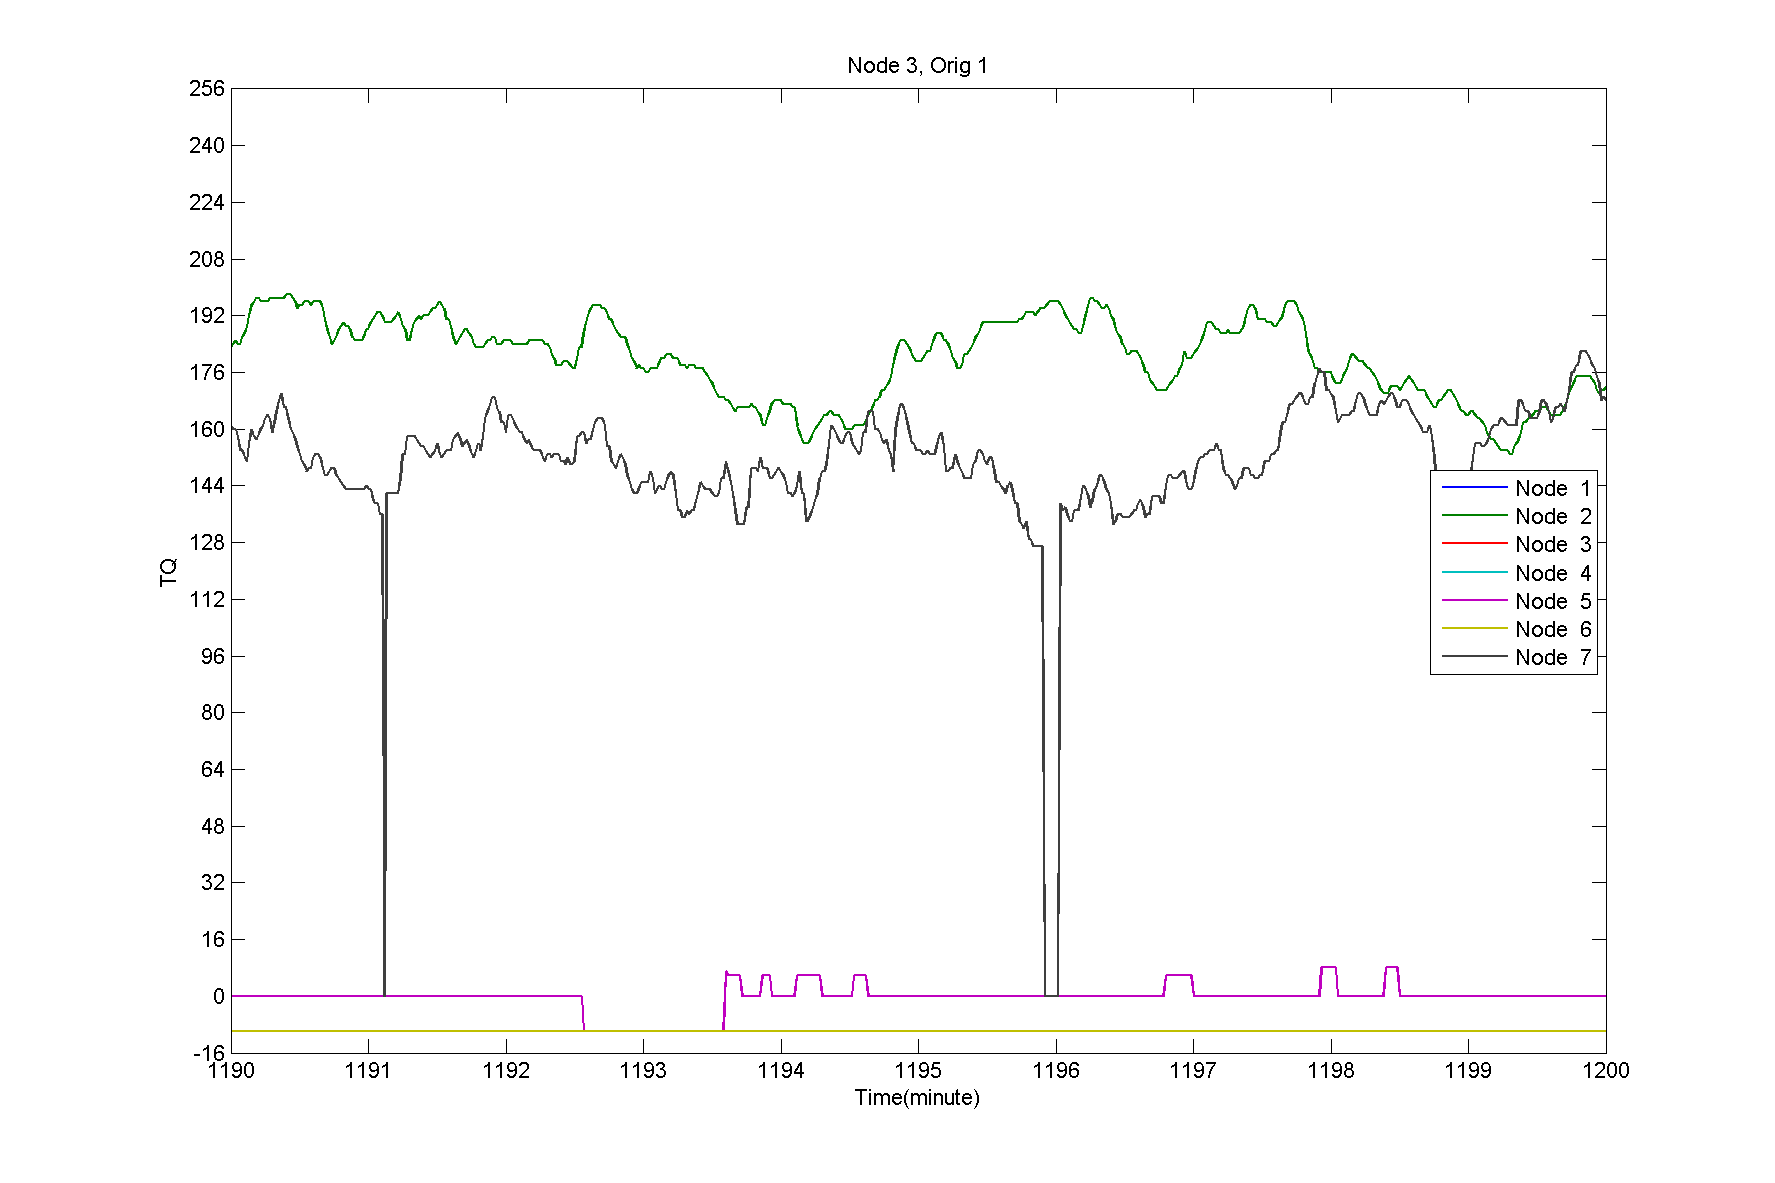 Node 3, Orig 1
256
240
224
208
192
176
160
144
128
112
96
80
64
48
32
16
0
-16
TQ
Node 1
Node 2
Node 3
Node 4
Node 5
Node 6
Node 7
1190 1191 1192 1193 1194 1195 1196 1197 1198 1199 1200
Time(minute)